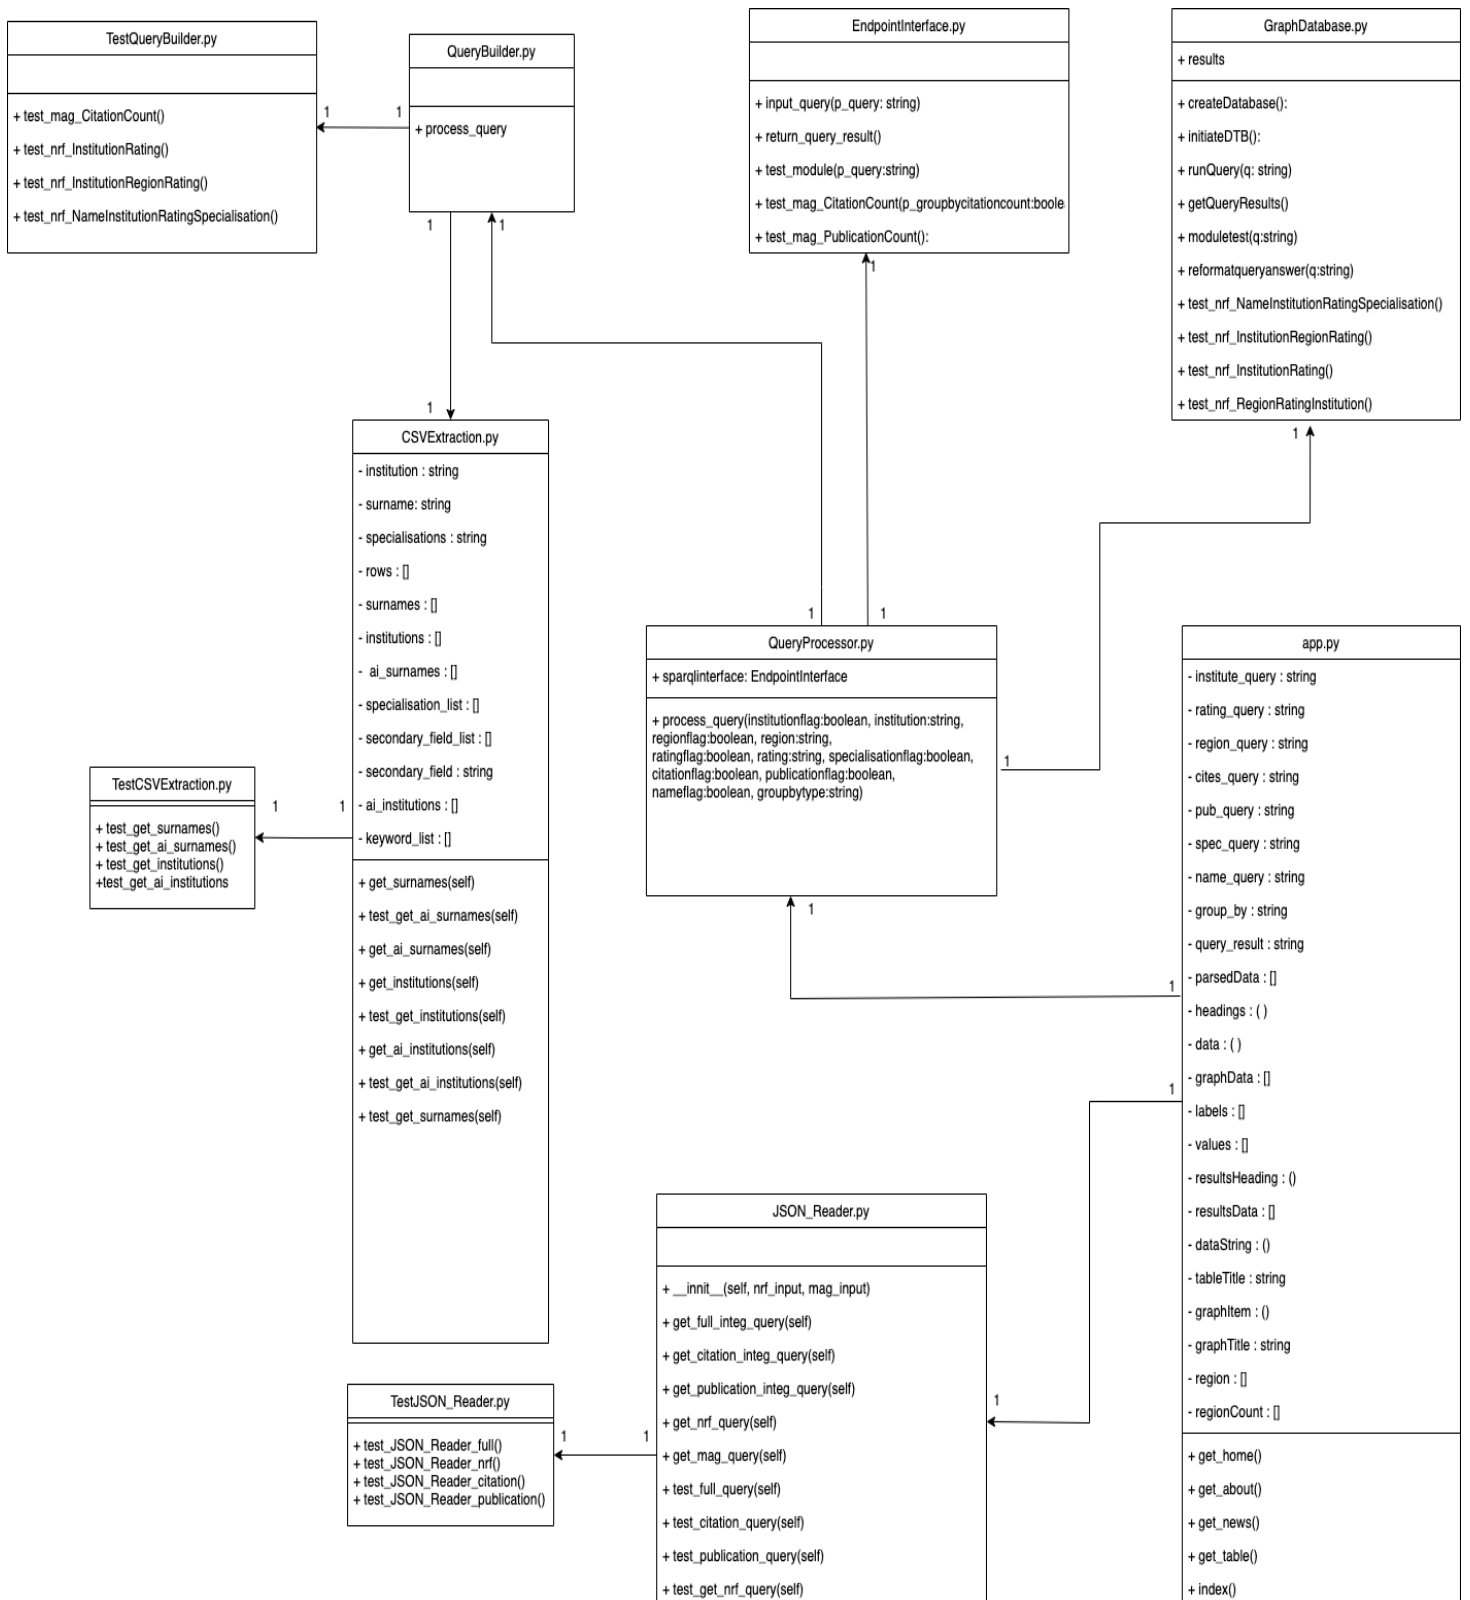 TestQueryBuilder.py
+ test_mag_CitationCount()
+ test_nrf_InstitutionRating()
+ test_nrf_InstitutionRegionRating()
+ test_nrf_NameInstitutionRatingSpecialisation()
1
1
QueryBuilder.py
+ process_query
1
1
EndpointInterface.py
+ input_query(p_query: string)
+ return_query_result()
+ test_module(p_query:string)
+ test_mag_CitationCount(p_groupbycitationcount:boole
+ test_mag_PublicationCount():
1
GraphDatabase.py
+ results
+ createDatabase():
+ initiateDTB():
+ runQuery(q: string)
+ getQueryResults()
+ moduletest(q:string)
+ reformatqueryanswer(q:string)
+ test_nrf_NameInstitutionRatingSpecialisation()
+ test_nrf_InstitutionRegionRating()
+ test_nrf_InstitutionRating()
+ test_nrf_RegionRatingInstitution()
1
1
CSVExtraction.py
- institution : string
- surname: string
- specialisations : string
- rows : []
- surnames : []
- institutions : []
- ai_surnames : []
- specialisation_list : []
- secondary_field_list : []
- secondary_field : string
- ai_institutions : []
- keyword_list : []
+ get_surnames(self)
+ test_get_ai_surnames(self)
+ get_ai_surnames(self)
+ get_institutions(self)
+ test_get_institutions(self)
+ get_ai_institutions(self)
+ test_get_ai_institutions(self)
+ test_get_surnames(self)
1
1
TestCSVExtraction.py
+ test_get_surnames()
+ test_get_ai_surnames()
+ test_get_institutions()
+test_get_ai_institutions
1
1
QueryProcessor.py
+ sparqlinterface: EndpointInterface
+ process_query(institutionflag:boolean, institution:string,
regionflag:boolean, region:string,
ratingflag:boolean, rating:string, specialisationflag:boolean,
citationflag:boolean, publicationflag:boolean,
nameflag:boolean, groupbytype:string)
1
1
app.py
- institute_query : string
- rating_query : string
- region_query : string
- cites_query : string
- pub_query : string
- spec_query : string
- name_query : string
- group_by : string
- query_result : string
- parsedData : []
- headings : ( )
- data : ( )
- graphData : []
- labels : []
- values : []
- resultsHeading : ()
- resultsData : []
- dataString : ()
- tableTitle : string
- graphItem : ()
- graphTitle : string
- region : []
- regionCount : []
+ get_home()
+ get_about()
+ get_news()
+ get_table()
+ index()
1
1
JSON_Reader.py
+ __innit__(self, nrf_input, mag_input)
+ get_full_integ_query(self)
+ get_citation_integ_query(self)
+ get_publication_integ_query(self)
+ get_nrf_query(self)
+ get_mag_query(self)
+ test_full_query(self)
+ test_citation_query(self)
+ test_publication_query(self)
+ test_get_nrf_query(self)
1
1
1
TestJSON_Reader.py
+ test_JSON_Reader_full()
+ test_JSON_Reader_nrf()
+ test_JSON_Reader_citation()
+ test_JSON_Reader_publication()